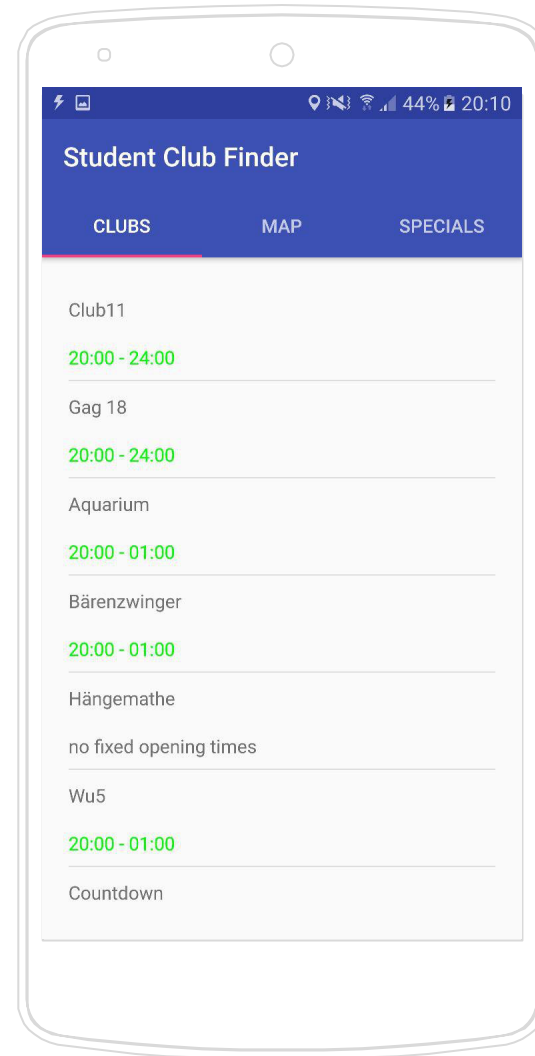 44% 20:10
Student Club Finder
CLUBS MAP SPECIALS
Club11
20:00 - 24:00
Gag 18
20:00 - 24:00
Aquarium
20:00 - 01:00
Bärenzwinger
20:00 - 01:00
Hängemathe
no fixed opening times
Wu5
20:00 - 01:00
Countdown